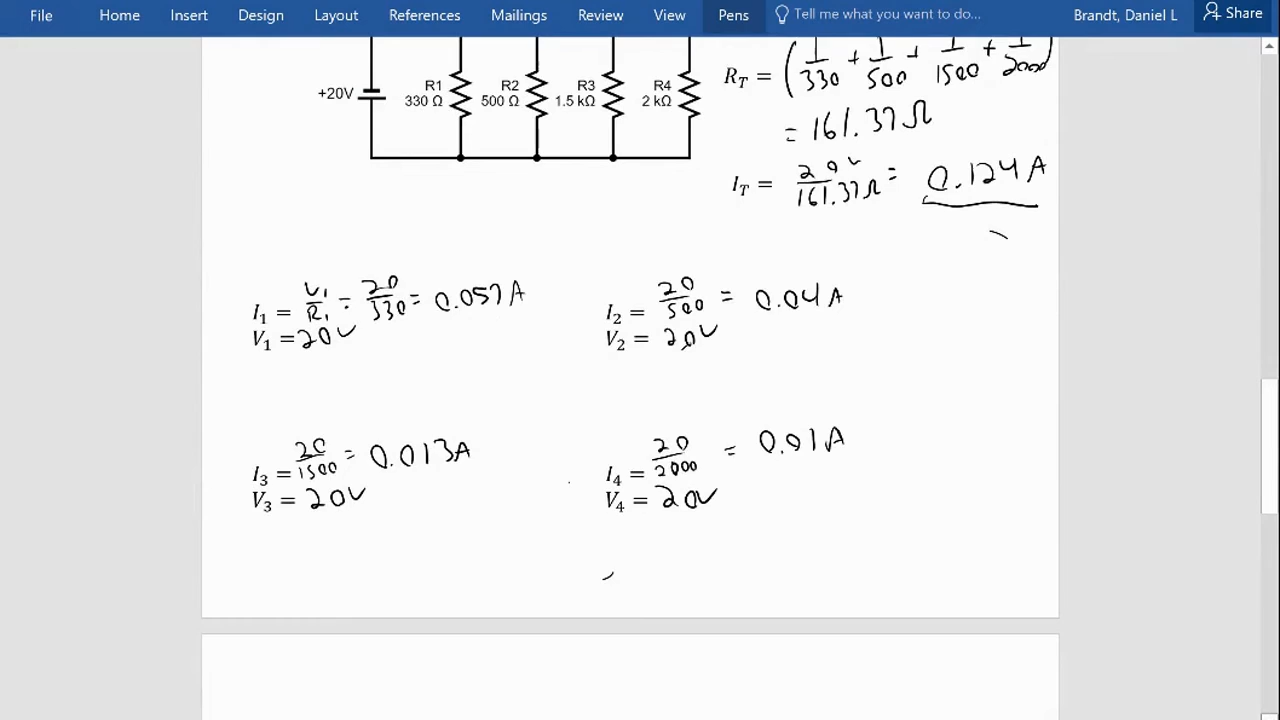 File Home Insert Design Layout References Mailings Review View Pens Tell me what you want to do... Brandt, Daniel L Share
+20V
R1
330 Ω
R2
500 Ω
R3
1.5 kΩ
R4
2 kΩ
R_T = (1/330 + 1/500 + 1/1500 + 1/2000)
= 161.37Ω
I_T = 20V/161.37Ω = 0.124A
I₁ = V₁/R₁ = 20/330 = 0.057A
V₁ = 20V
I₂ = 20/500 = 0.04A
V₂ = 20V
I₃ = 20/1500 = 0.013A
V₃ = 20V
I₄ = 20/2000 = 0.01A
V₄ = 20V